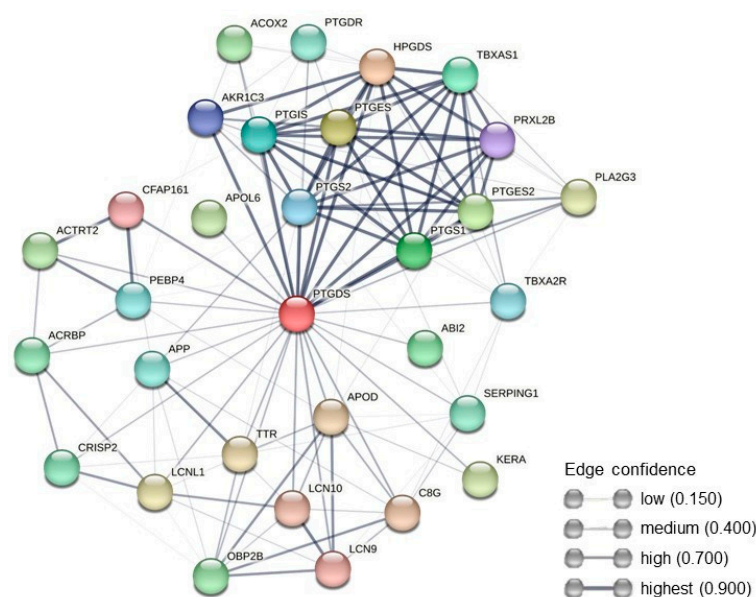 ACOX2
PTGDR
HPGDS
TBXAS1
AKR1C3
PTGIS
PTGES
PRXL2B
PLA2G3
CFAP161
APOL6
PTGS2
PTGES2
ACTRT2
PTGS1
PEBP4
PTGDS
TBXA2R
ACRBP
APP
ABI2
SERPING1
APOD
CRISP2
TTR
KERA
LCNL1
LCN10
C8G
OBP2B
LCN9
Edge confidence
low (0.150)
medium (0.400)
high (0.700)
highest (0.900)